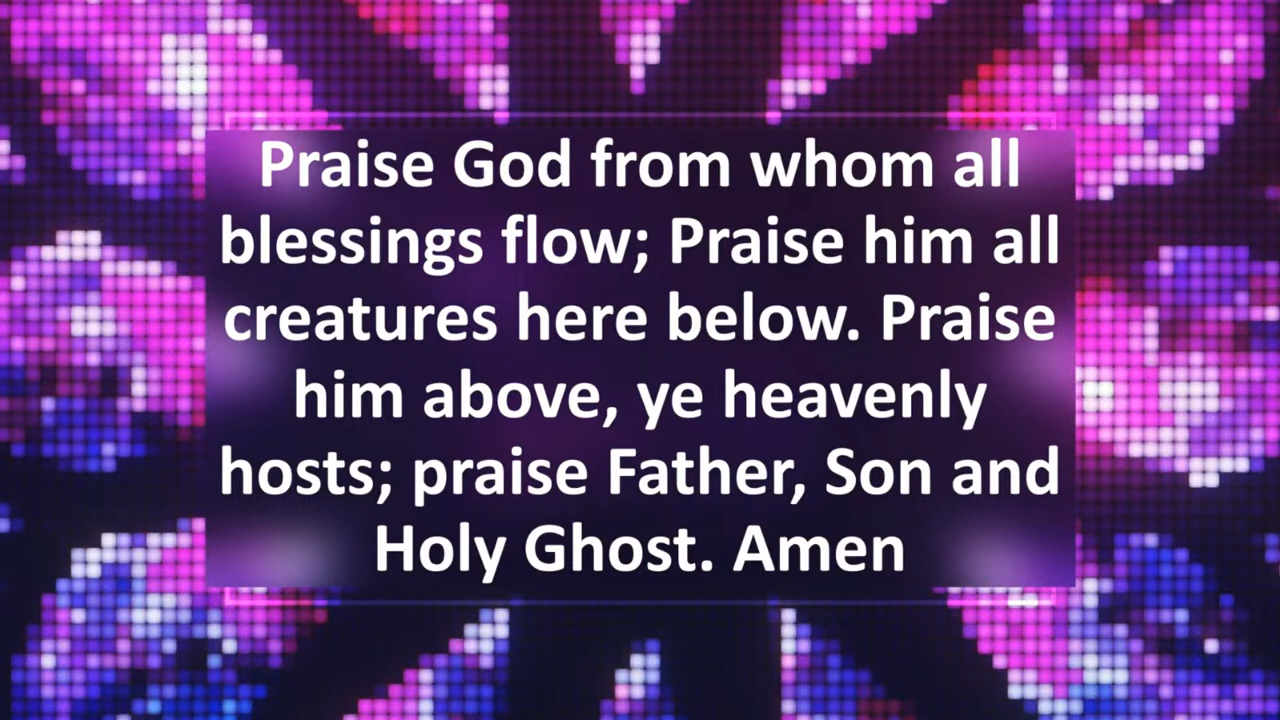 Praise God from whom all
blessings flow; Praise him all
creatures here below. Praise
him above, ye heavenly
hosts; praise Father, Son and
Holy Ghost. Amen